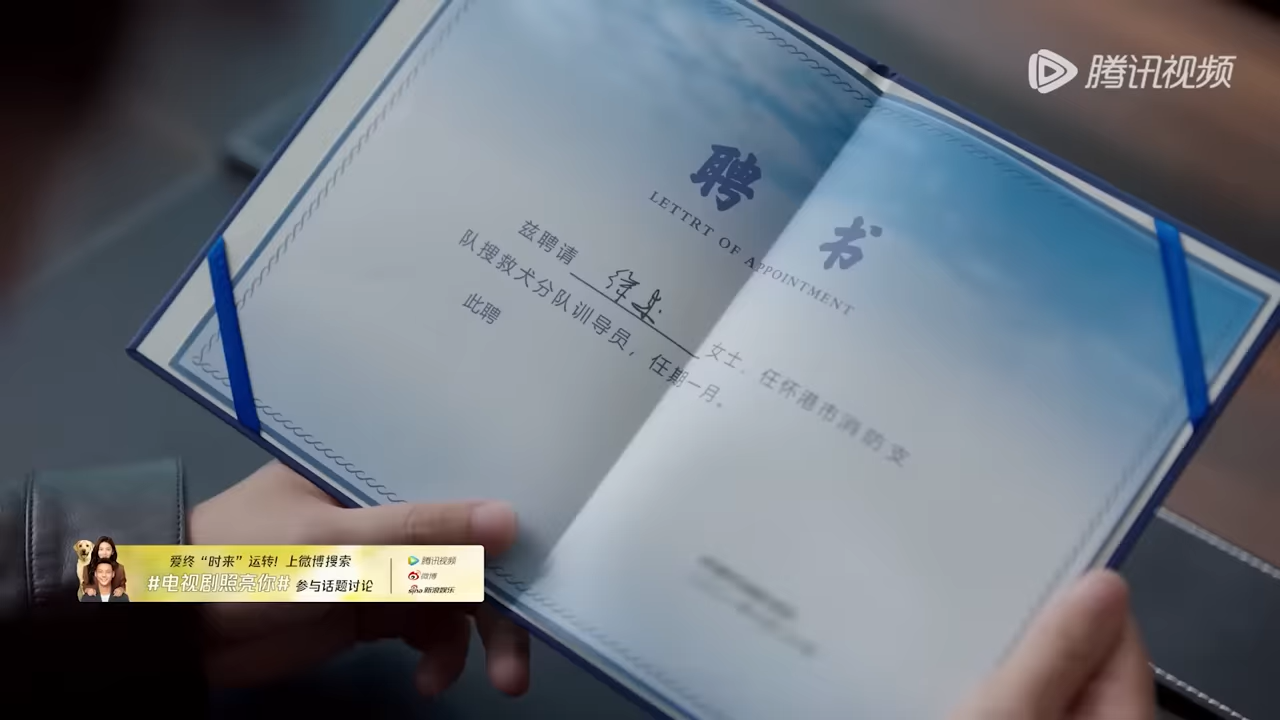 腾讯视频
聘书
LETTRT OF APPOINTMENT
兹聘请 徐来 女士、任怀港市消防支
队搜救犬分队训导员，任期一月。
此聘
爱终“时来”运转! 上微博搜索
#电视剧照亮你# 参与话题讨论
腾讯视频
微博
sina 新浪娱乐